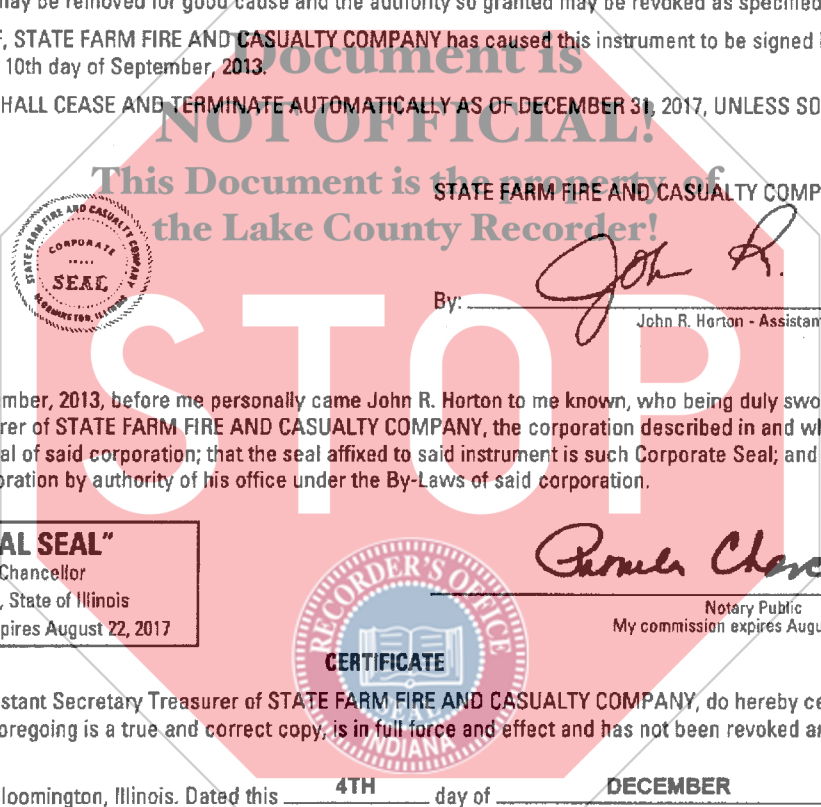 may be removed for good cause and the authority so granted may be revoked as specified
F, STATE FARM FIRE AND CASUALTY COMPANY has caused this instrument to be signed
10th day of September, 2013.
Document is
HALL CEASE AND TERMINATE AUTOMATICALLY AS OF DECEMBER 31, 2017, UNLESS SO
NOT OFFICIAL!
This Document is the property of
the Lake County Recorder!
STATE FARM FIRE AND CASUALTY COMP
STATE FARM FIRE AND CASUALTY COMPANY
CORPORATE
SEAL
BLOOMINGTON, ILLINOIS
John R.
By:
John R. Horton - Assistan
STOP
mber, 2013, before me personally came John R. Horton to me known, who being duly swo
rer of STATE FARM FIRE AND CASUALTY COMPANY, the corporation described in and wh
al of said corporation; that the seal affixed to said instrument is such Corporate Seal; and
oration by authority of his office under the By-Laws of said corporation.
AL SEAL"
Chancellor
, State of Illinois
pires August 22, 2017
Notary Public
My commission expires Augu
RECORDER'S OFFICE
INDIANA
CERTIFICATE
stant Secretary Treasurer of STATE FARM FIRE AND CASUALTY COMPANY, do hereby ce
oregoing is a true and correct copy, is in full force and effect and has not been revoked an
loomington, Illinois. Dated this 4TH day of DECEMBER